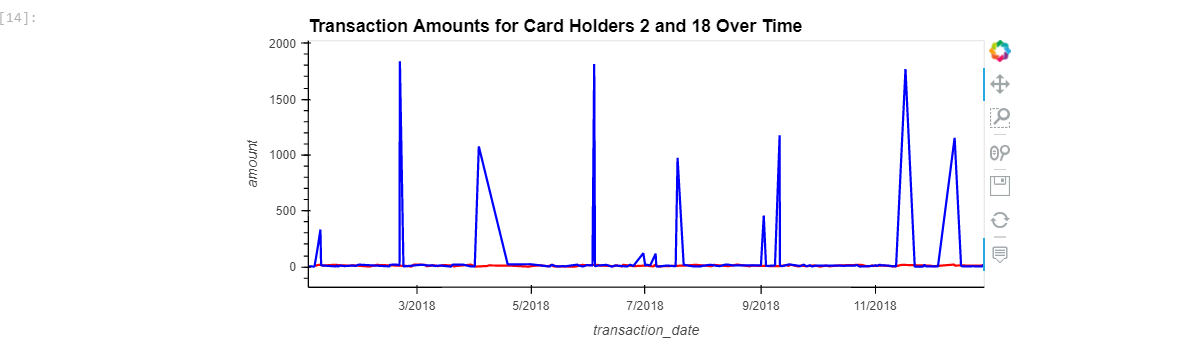 [14]:
Transaction Amounts for Card Holders 2 and 18 Over Time
2000
1500
1000
500
0
amount
3/2018 5/2018 7/2018 9/2018 11/2018
transaction_date